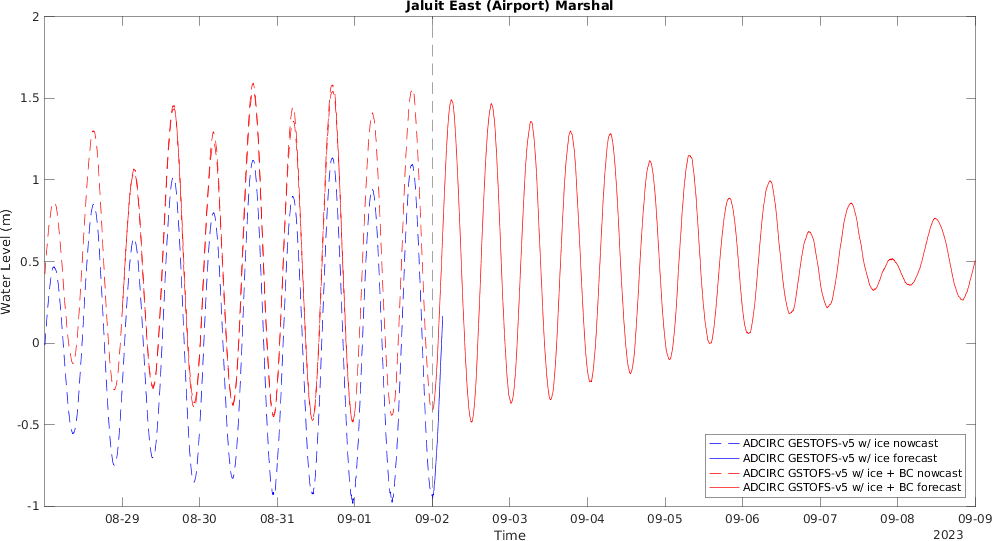 Jaluit East (Airport) Marshal
2
1.5
1
0.5
0
-0.5
-1
Water Level (m)
ADCIRC GESTOFS-v5 w/ ice nowcast
ADCIRC GESTOFS-v5 w/ ice forecast
ADCIRC GSTOFS-v5 w/ ice + BC nowcast
ADCIRC GSTOFS-v5 w/ ice + BC forecast
08-29 08-30 08-31 09-01 09-02 09-03 09-04 09-05 09-06 09-07 09-08 09-09
Time
2023